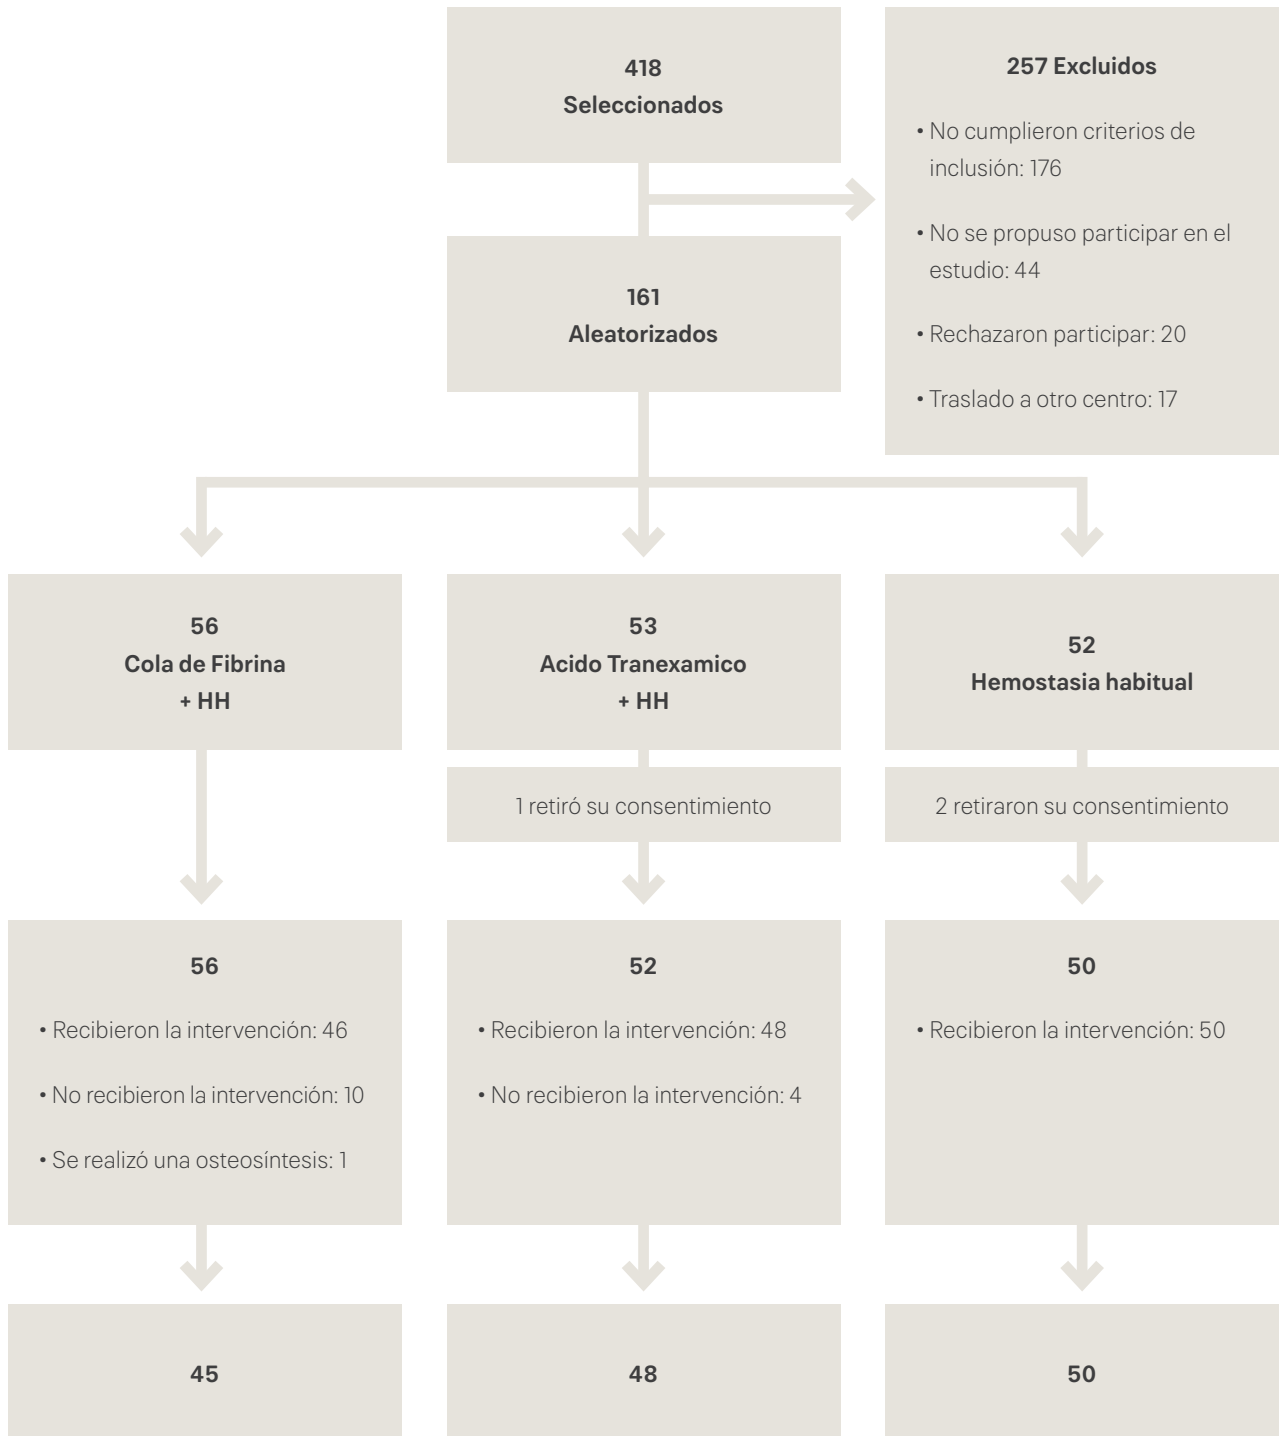 418
Seleccionados
257 Excluidos
• No cumplieron criterios de
inclusión: 176
• No se propuso participar en el
estudio: 44
• Rechazaron participar: 20
• Traslado a otro centro: 17
161
Aleatorizados
56
Cola de Fibrina
+ HH
53
Acido Tranexamico
+ HH
52
Hemostasia habitual
1 retiró su consentimiento
2 retiraron su consentimiento
56
• Recibieron la intervención: 46
• No recibieron la intervención: 10
• Se realizó una osteosíntesis: 1
52
• Recibieron la intervención: 48
• No recibieron la intervención: 4
50
• Recibieron la intervención: 50
45
48
50